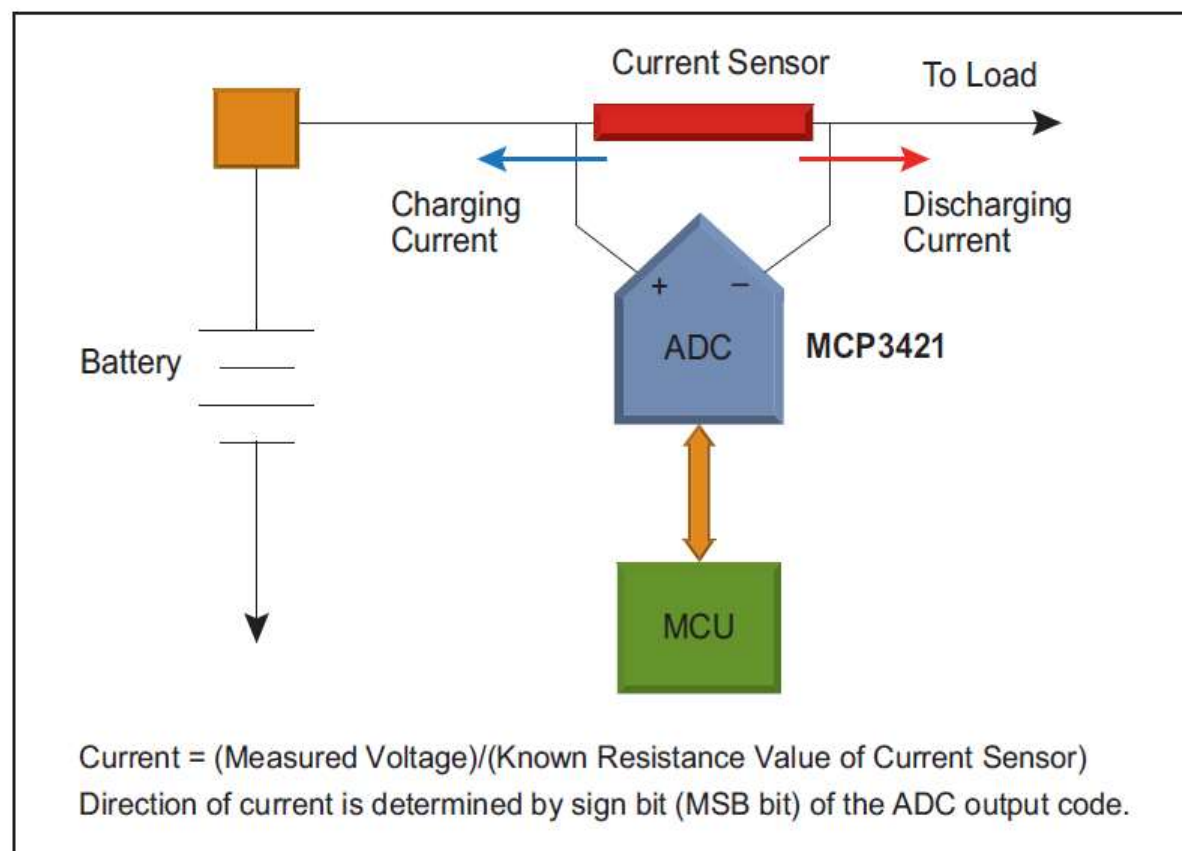 Current Sensor
To Load
Charging
Current
Discharging
Current
+
–
ADC
MCP3421
Battery
MCU
Current = (Measured Voltage)/(Known Resistance Value of Current Sensor)
Direction of current is determined by sign bit (MSB bit) of the ADC output code.